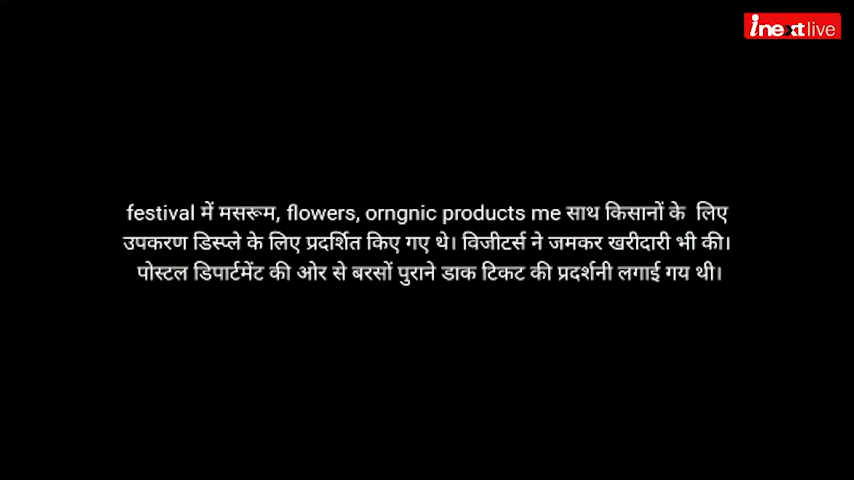 inextlive
festival में मसरूम, flowers, orngnic products me साथ किसानों के लिए
उपकरण डिस्प्ले के लिए प्रदर्शित किए गए थे। विजीटर्स ने जमकर खरीदारी भी की।
पोस्टल डिपार्टमेंट की ओर से बरसों पुराने डाक टिकट की प्रदर्शनी लगाई गय थी।